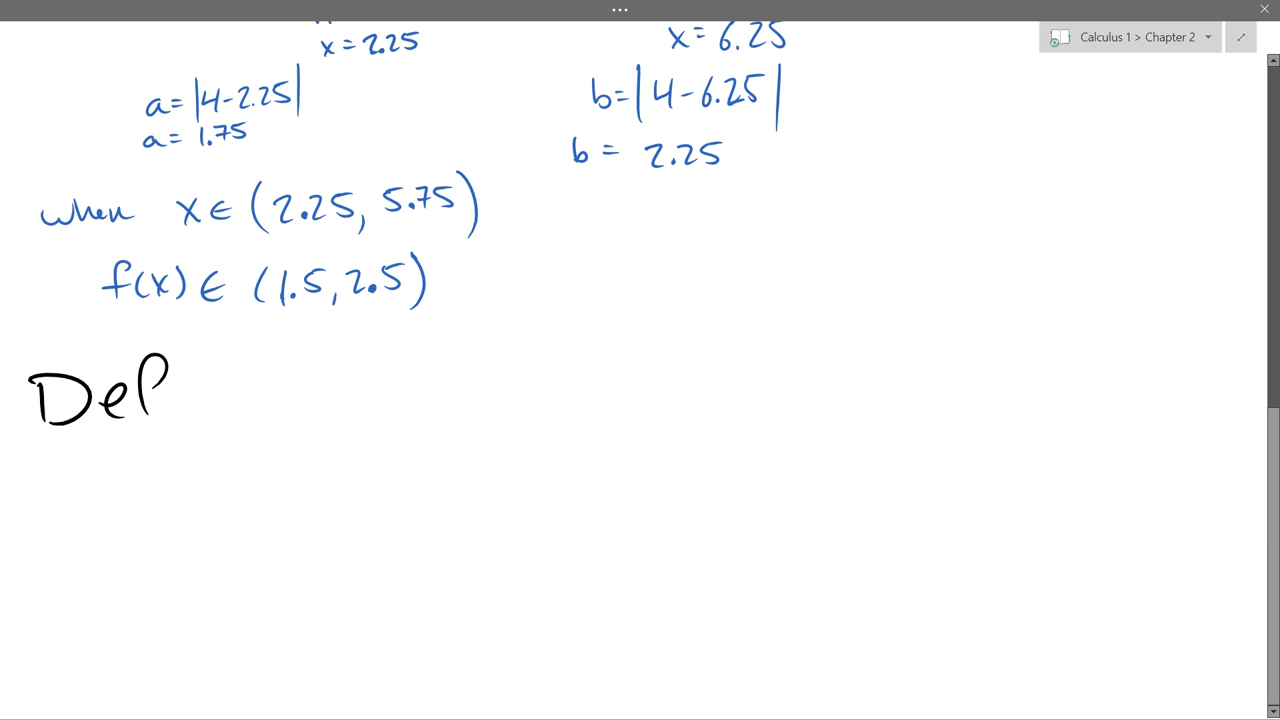 ...
Calculus 1 > Chapter 2
x = 2.25
x = 6.25
a = |4 - 2.25|
a = 1.75
b = |4 - 6.25|
b = 2.25
when x ∈ (2.25, 5.75)
f(x) ∈ (1.5, 2.5)
Def